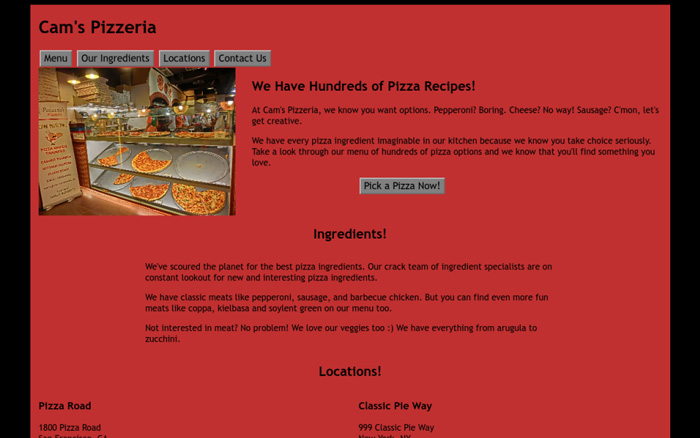 Cam's Pizzeria
Menu
Our Ingredients
Locations
Contact Us
We Have Hundreds of Pizza Recipes!
At Cam's Pizzeria, we know you want options. Pepperoni? Boring. Cheese? No way! Sausage? C'mon, let's
get creative.
We have every pizza ingredient imaginable in our kitchen because we know you take choice seriously.
Take a look through our menu of hundreds of pizza options and we know that you'll find something you
love.
Pick a Pizza Now!
Ingredients!
We've scoured the planet for the best pizza ingredients. Our crack team of ingredient specialists are on
constant lookout for new and interesting pizza ingredients.
We have classic meats like pepperoni, sausage, and barbecue chicken. But you can find even more fun
meats like coppa, kielbasa and soylent green on our menu too.
Not interested in meat? No problem! We love our veggies too :) We have everything from arugula to
zucchini.
Locations!
Pizza Road
Classic Pie Way
1800 Pizza Road
999 Classic Pie Way
San Francisco, CA
New York, NY